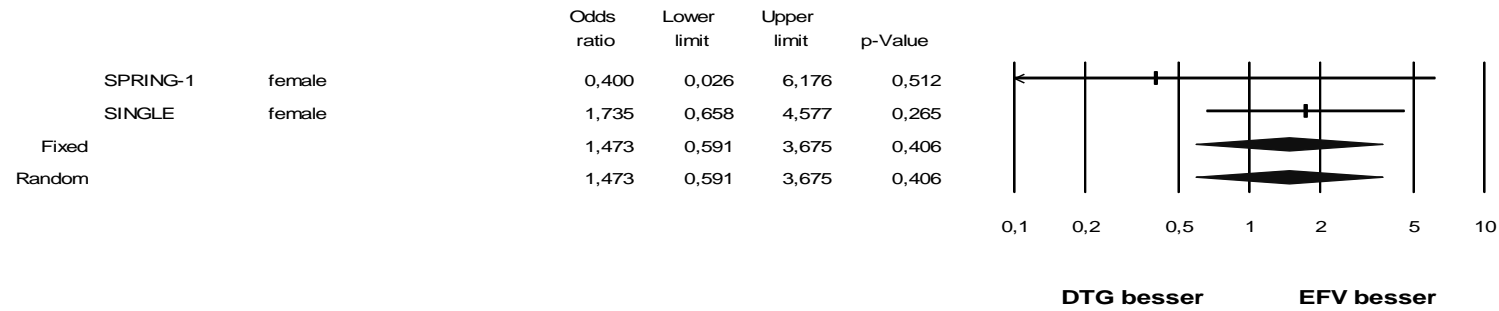 Odds Lower Upper
ratio limit limit p-Value
SPRING-1 female 0,400 0,026 6,176 0,512
SINGLE female 1,735 0,658 4,577 0,265
Fixed 1,473 0,591 3,675 0,406
Random 1,473 0,591 3,675 0,406
0,1 0,2 0,5 1 2 5 10
DTG besser EFV besser